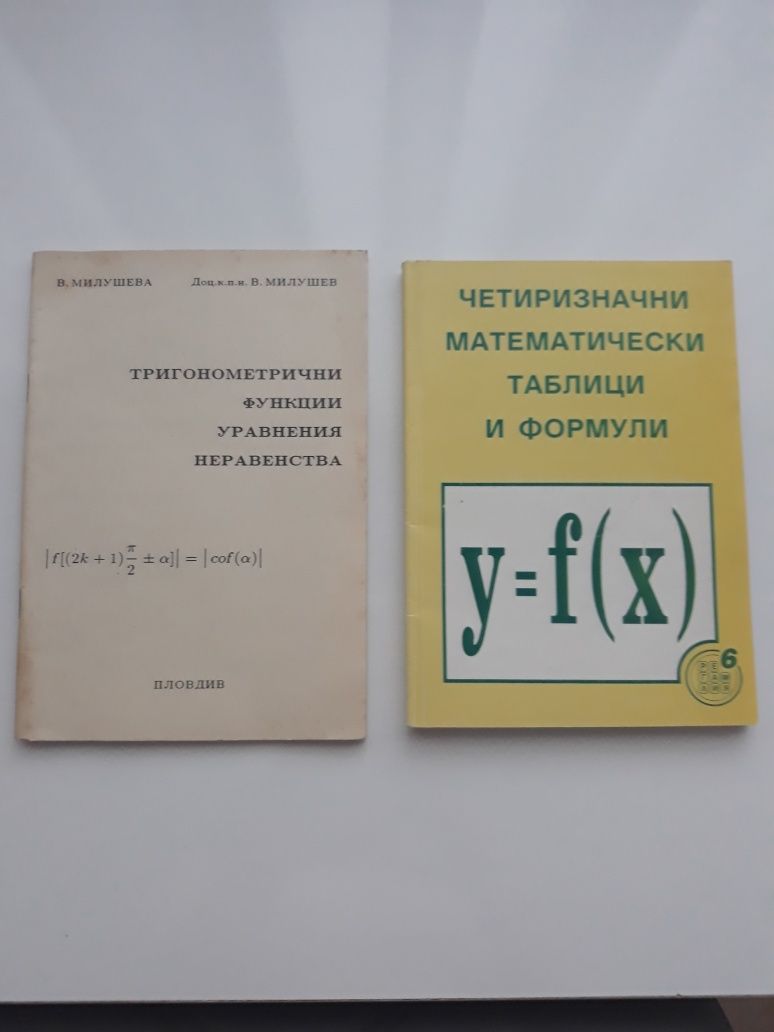 В. МИЛУШЕВА Доц.к.п.н. В. МИЛУШЕВ
ТРИГОНОМЕТРИЧНИ
ФУНКЦИИ
УРАВНЕНИЯ
НЕРАВЕНСТВА
|f[(2k + 1)π/2 ± α]| = |cof(α)|
ПЛОВДИВ
ЧЕТИРИЗНАЧНИ
МАТЕМАТИЧЕСКИ
ТАБЛИЦИ
И ФОРМУЛИ
y=f(x)
6